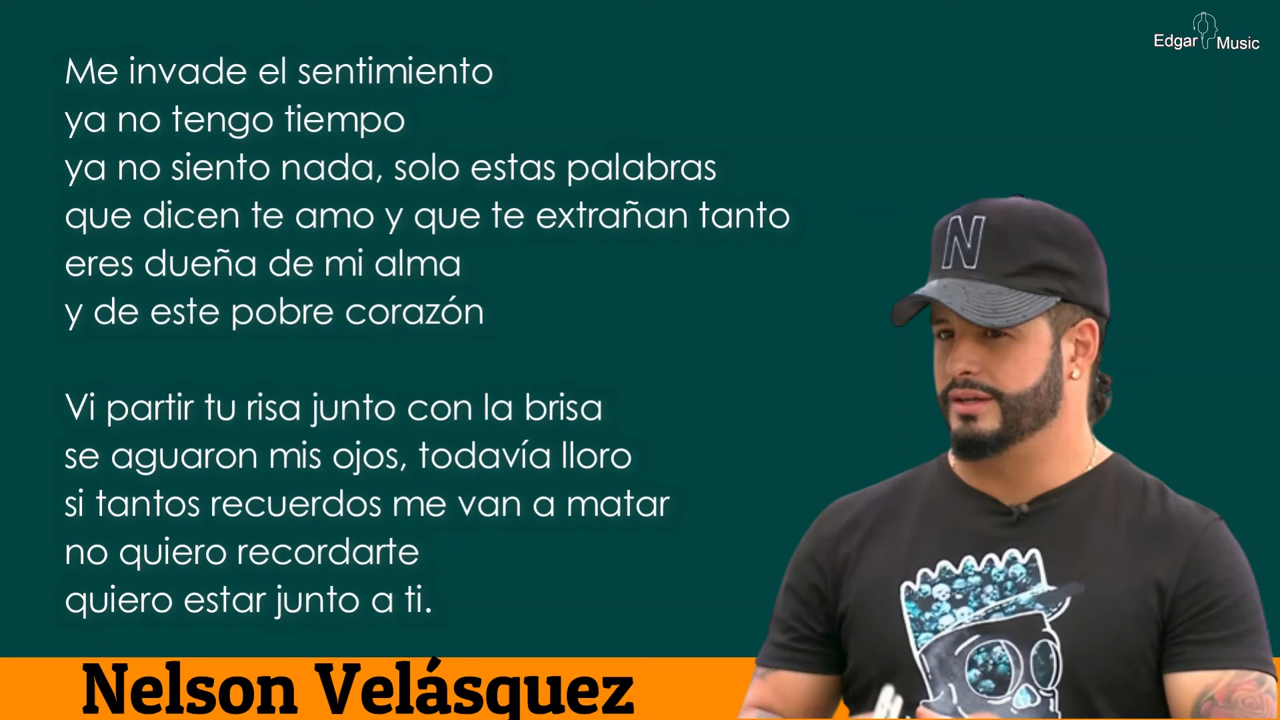 Edgar Music
Me invade el sentimiento
ya no tengo tiempo
ya no siento nada, solo estas palabras
que dicen te amo y que te extrañan tanto
eres dueña de mi alma
y de este pobre corazón
Vi partir tu risa junto con la brisa
se aguaron mis ojos, todavía lloro
si tantos recuerdos me van a matar
no quiero recordarte
quiero estar junto a ti.
N
Nelson Velásquez